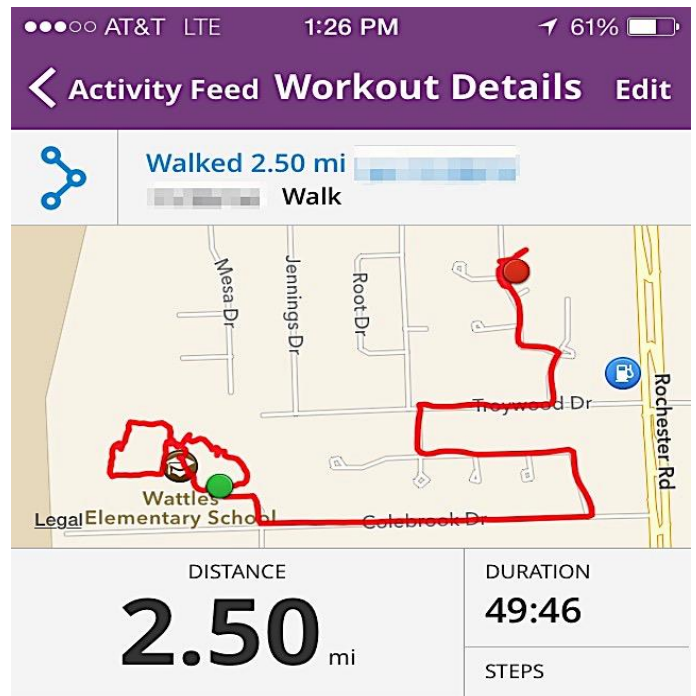 AT&T LTE 1:26 PM 61%
Activity Feed Workout Details Edit
Walked 2.50 mi
Walk
Mesa Dr
Jennings Dr
Root Dr
Troywood Dr
Rochester Rd
Wattles
Elementary School
Legal
Colebrook Dr
DISTANCE
2.50 mi
DURATION
49:46
STEPS